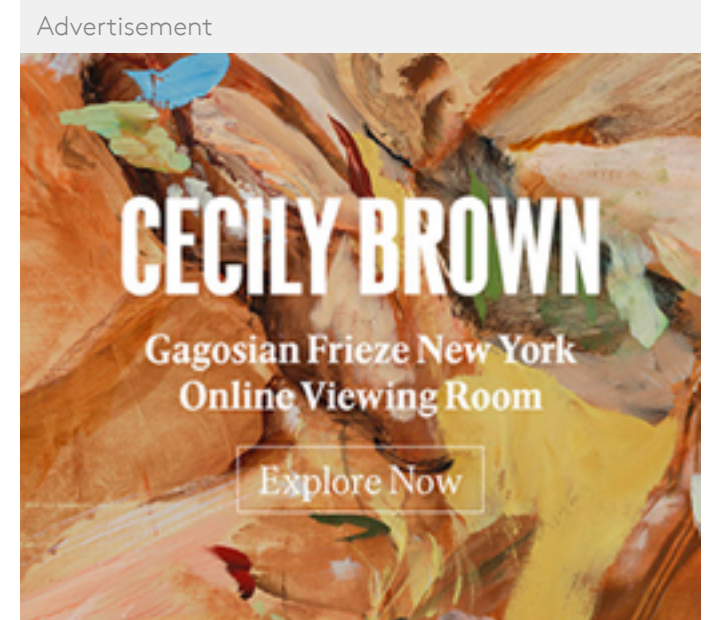 Advertisement
CECILY BROWN
Gagosian Frieze New York
Online Viewing Room
Explore Now